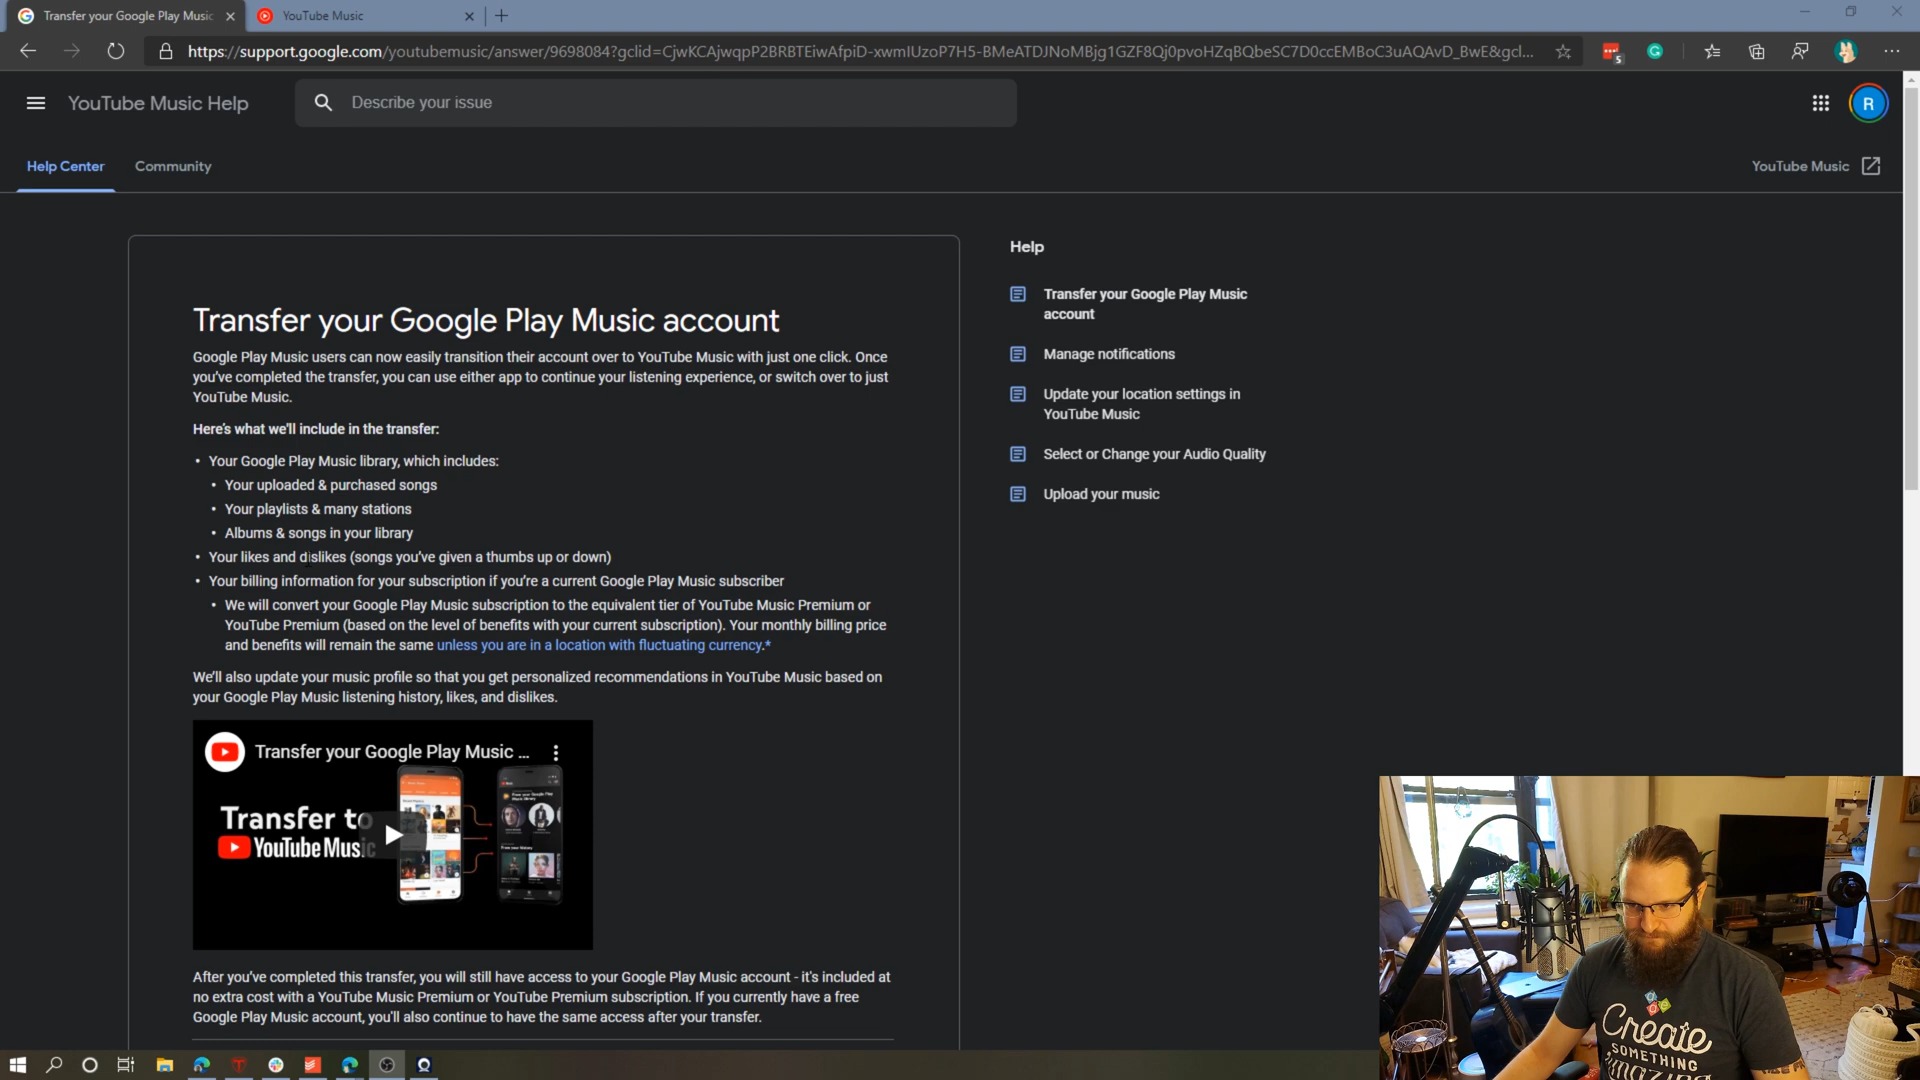 Transfer your Google Play Music
YouTube Music
https://support.google.com/youtubemusic/answer/9698084?gclid=CjwKCAjwqpP2BRBTEiwAfpiD-xwmIUzoP7H5-BMeATDJNoMBjg1GZF8Qj0pvoHZqBQbeSC7D0ccEMBoC3uAQAvD_BwE&gcl...
5
YouTube Music Help
Describe your issue
R
Help Center
Community
YouTube Music
Transfer your Google Play Music account
Google Play Music users can now easily transition their account over to YouTube Music with just one click. Once
you've completed the transfer, you can use either app to continue your listening experience, or switch over to just
YouTube Music.
Here's what we'll include in the transfer:
• Your Google Play Music library, which includes:
• Your uploaded & purchased songs
• Your playlists & many stations
• Albums & songs in your library
• Your likes and dislikes (songs you've given a thumbs up or down)
• Your billing information for your subscription if you're a current Google Play Music subscriber
• We will convert your Google Play Music subscription to the equivalent tier of YouTube Music Premium or
YouTube Premium (based on the level of benefits with your current subscription). Your monthly billing price
and benefits will remain the same unless you are in a location with fluctuating currency.*
We'll also update your music profile so that you get personalized recommendations in YouTube Music based on
your Google Play Music listening history, likes, and dislikes.
Transfer your Google Play Music ...
Transfer to
YouTube Music
After you've completed this transfer, you will still have access to your Google Play Music account - it's included at
no extra cost with a YouTube Music Premium or YouTube Premium subscription. If you currently have a free
Google Play Music account, you'll also continue to have the same access after your transfer.
Help
Transfer your Google Play Music
account
Manage notifications
Update your location settings in
YouTube Music
Select or Change your Audio Quality
Upload your music
Create
SOMETHING